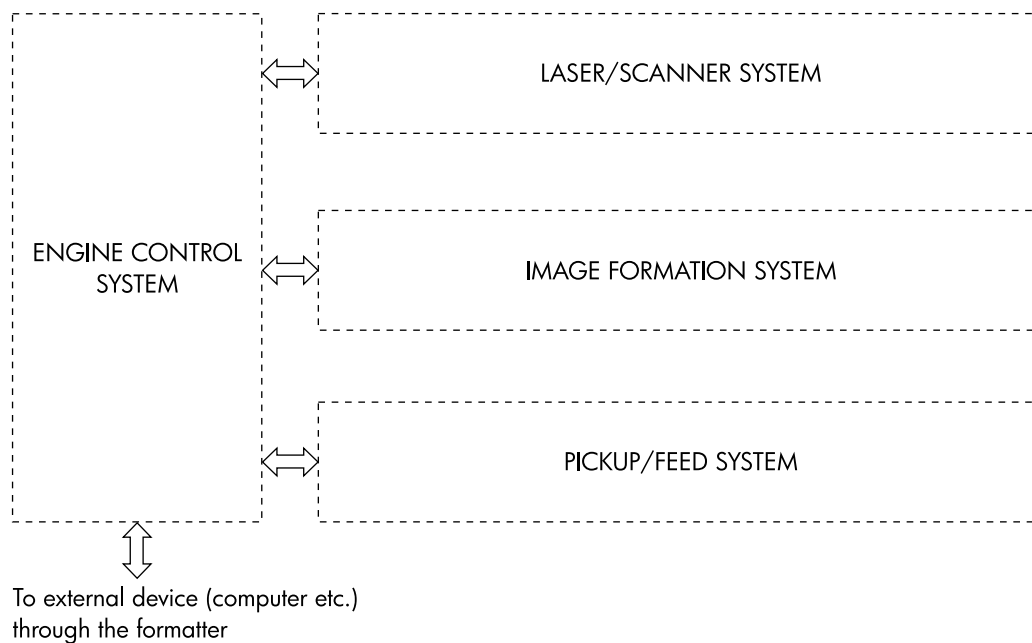 LASER/SCANNER SYSTEM
ENGINE CONTROL
SYSTEM
IMAGE FORMATION SYSTEM
PICKUP/FEED SYSTEM
To external device (computer etc.)
through the formatter